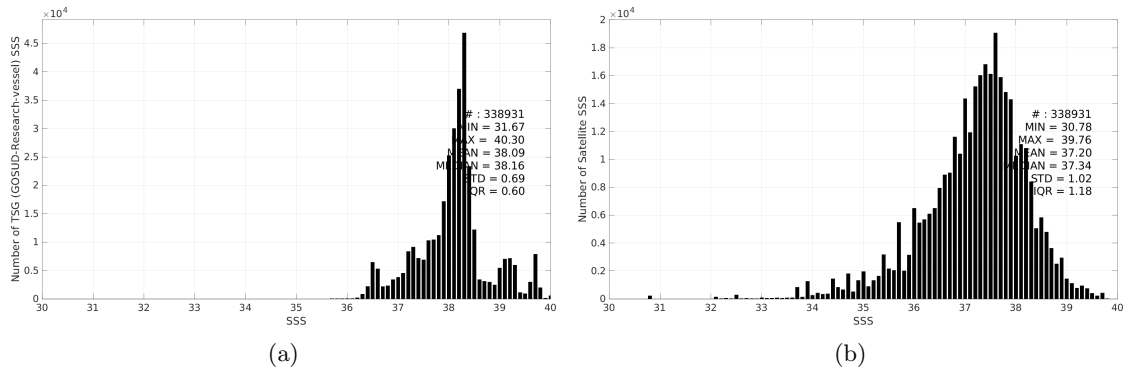 ×10⁴
4.5
4
3.5
3
2.5
2
1.5
1
0.5
0
30 31 32 33 34 35 36 37 38 39 40
SSS
Number of TSG (GOSUD-Research-vessel) SSS
# : 338931
MIN = 31.67
MAX = 40.30
MEAN = 38.09
MEDIAN = 38.16
STD = 0.69
IQR = 0.60
(a)
×10⁴
2
1.8
1.6
1.4
1.2
1
0.8
0.6
0.4
0.2
0
30 31 32 33 34 35 36 37 38 39 40
SSS
Number of Satellite SSS
# : 338931
MIN = 30.78
MAX = 39.76
MEAN = 37.20
MEDIAN = 37.34
STD = 1.02
IQR = 1.18
(b)